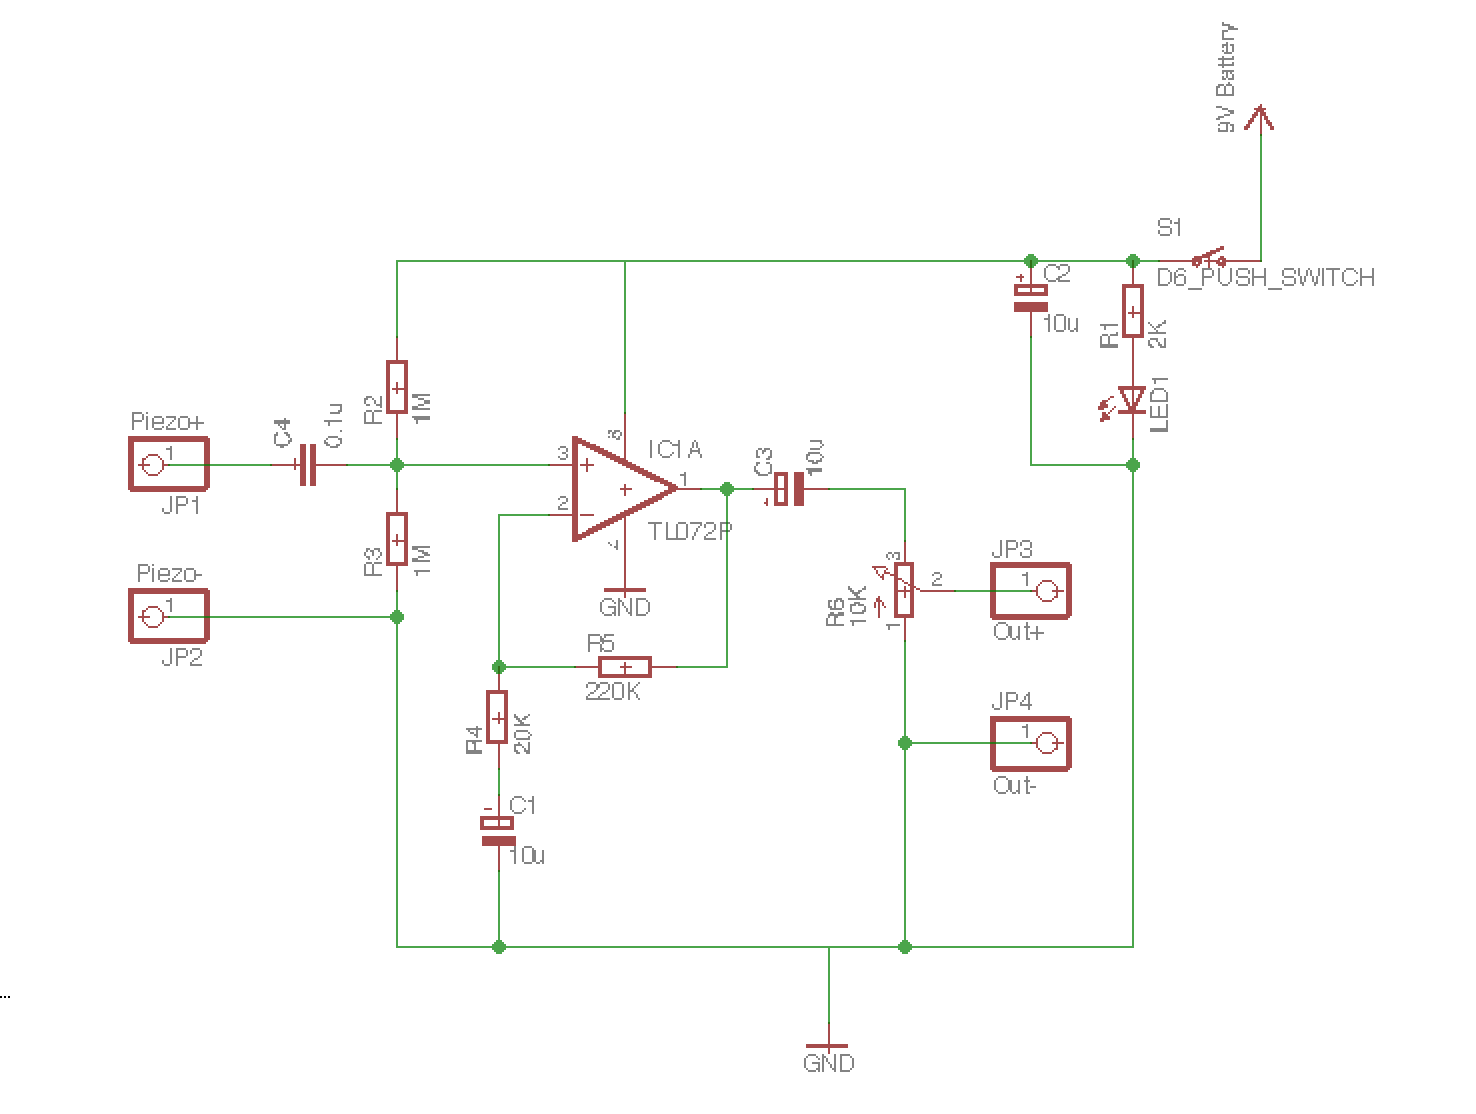 9V Battery
S1
D6_PUSH_SWITCH
+
C2
10u
R1
2K
LED1
R2
1M
Piezo+
1
JP1
C4
0.1u
3
2
8
4
1
IC1A
TL072P
GND
C3
10u
+
R3
1M
Piezo-
1
JP2
R5
220K
R4
20K
-
C1
10u
3
2
1
R6
10K
JP3
1
Out+
JP4
1
Out-
GND
...